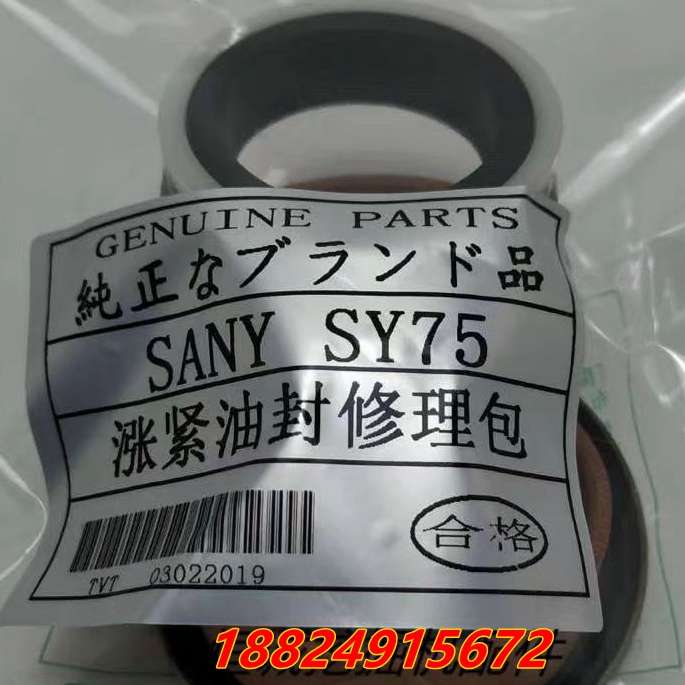 GENUINE PARTS
純正なブランド品
SANY SY75
涨紧油封修理包
合格
TVT 03022019
18824915672